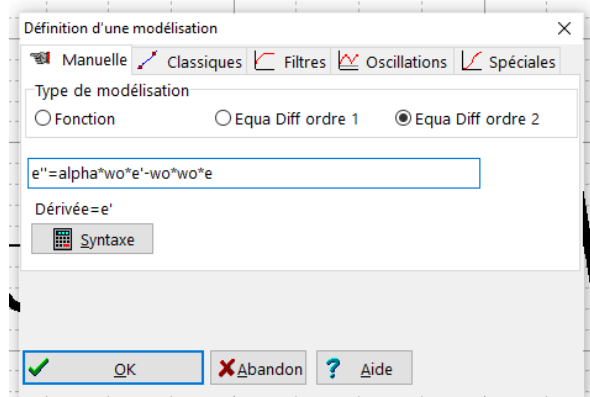 Définition d'une modélisation
Manuelle Classiques Filtres Oscillations Spéciales
Type de modélisation
Fonction Equa Diff ordre 1 Equa Diff ordre 2
e''=alpha*wo*e'-wo*wo*e
Dérivée=e'
Syntaxe
OK Abandon ? Aide